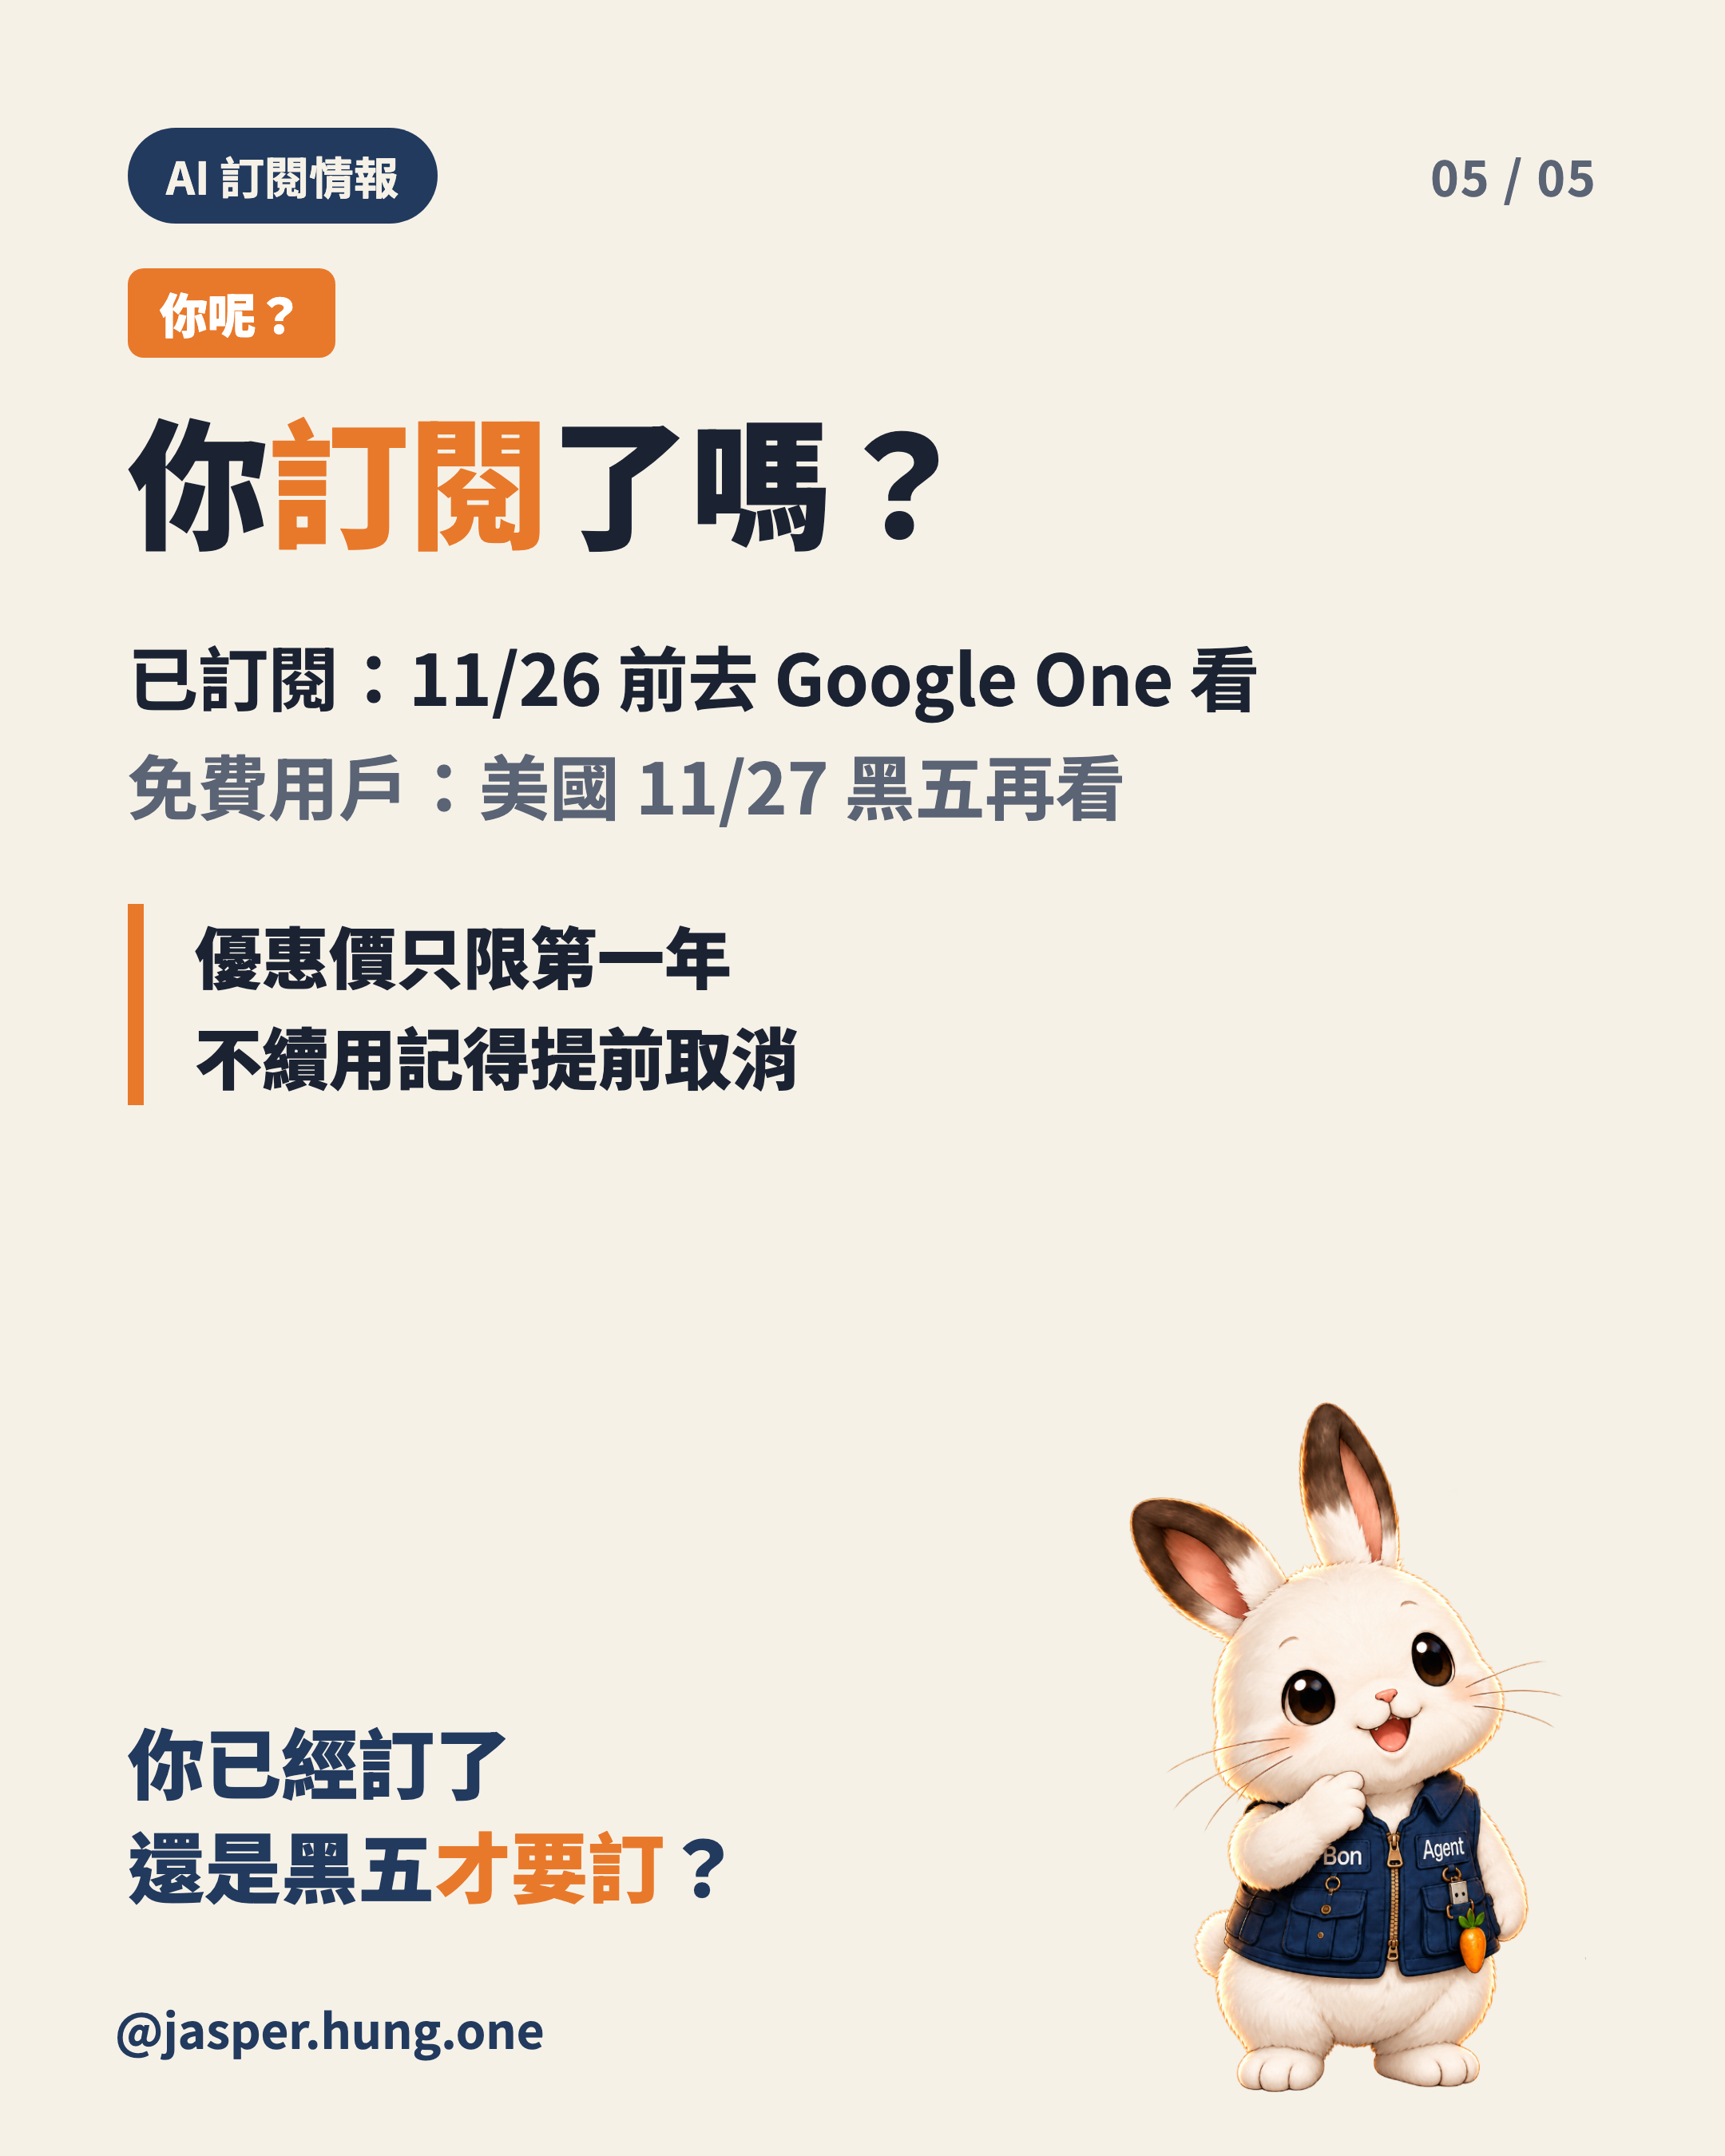 AI 訂閱情報
05 / 05
你呢？
你訂閱了嗎？
已訂閱：11/26 前去 Google One 看
免費用戶：美國 11/27 黑五再看
優惠價只限第一年
不續用記得提前取消
你已經訂了
還是黑五才要訂？
Bon
Agent
@jasper.hung.one